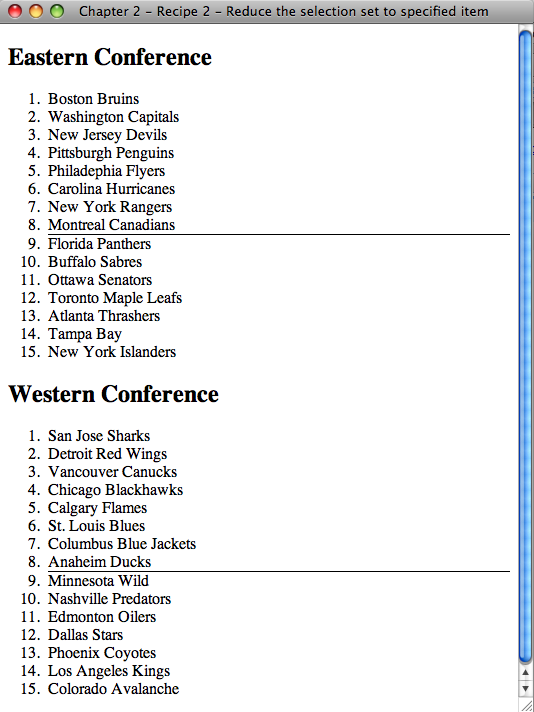 Chapter 2 - Recipe 2 - Reduce the selection set to specified item
Eastern Conference
1. Boston Bruins
2. Washington Capitals
3. New Jersey Devils
4. Pittsburgh Penguins
5. Philadephia Flyers
6. Carolina Hurricanes
7. New York Rangers
8. Montreal Canadians
9. Florida Panthers
10. Buffalo Sabres
11. Ottawa Senators
12. Toronto Maple Leafs
13. Atlanta Thrashers
14. Tampa Bay
15. New York Islanders
Western Conference
1. San Jose Sharks
2. Detroit Red Wings
3. Vancouver Canucks
4. Chicago Blackhawks
5. Calgary Flames
6. St. Louis Blues
7. Columbus Blue Jackets
8. Anaheim Ducks
9. Minnesota Wild
10. Nashville Predators
11. Edmonton Oilers
12. Dallas Stars
13. Phoenix Coyotes
14. Los Angeles Kings
15. Colorado Avalanche